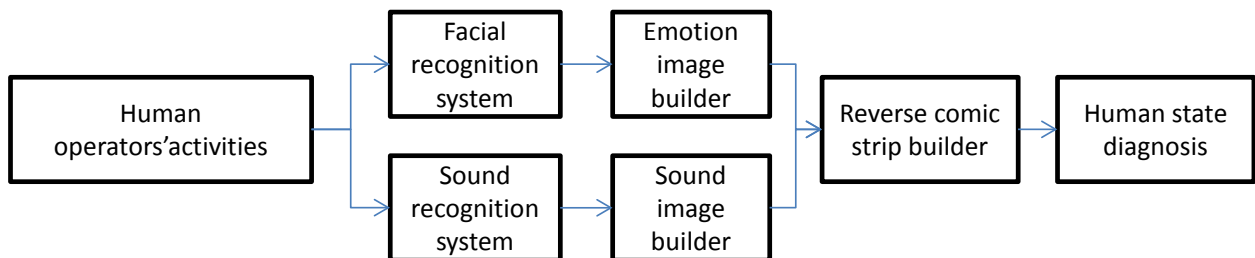 Human
operators’activities
Facial
recognition
system
Emotion
image
builder
Sound
recognition
system
Sound
image
builder
Reverse comic
strip builder
Human state
diagnosis